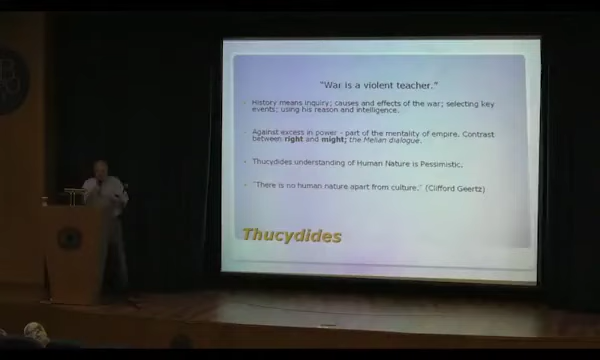 "War is a violent teacher."
History means inquiry; causes and effects of the war; selecting key
events; using his reason and intelligence.
Against excess in power - part of the mentality of empire. Contrast
between right and might; the Melian dialogue.
Thucydides understanding of Human Nature is Pessimistic.
"There is no human nature apart from culture." (Clifford Geertz)
Thucydides